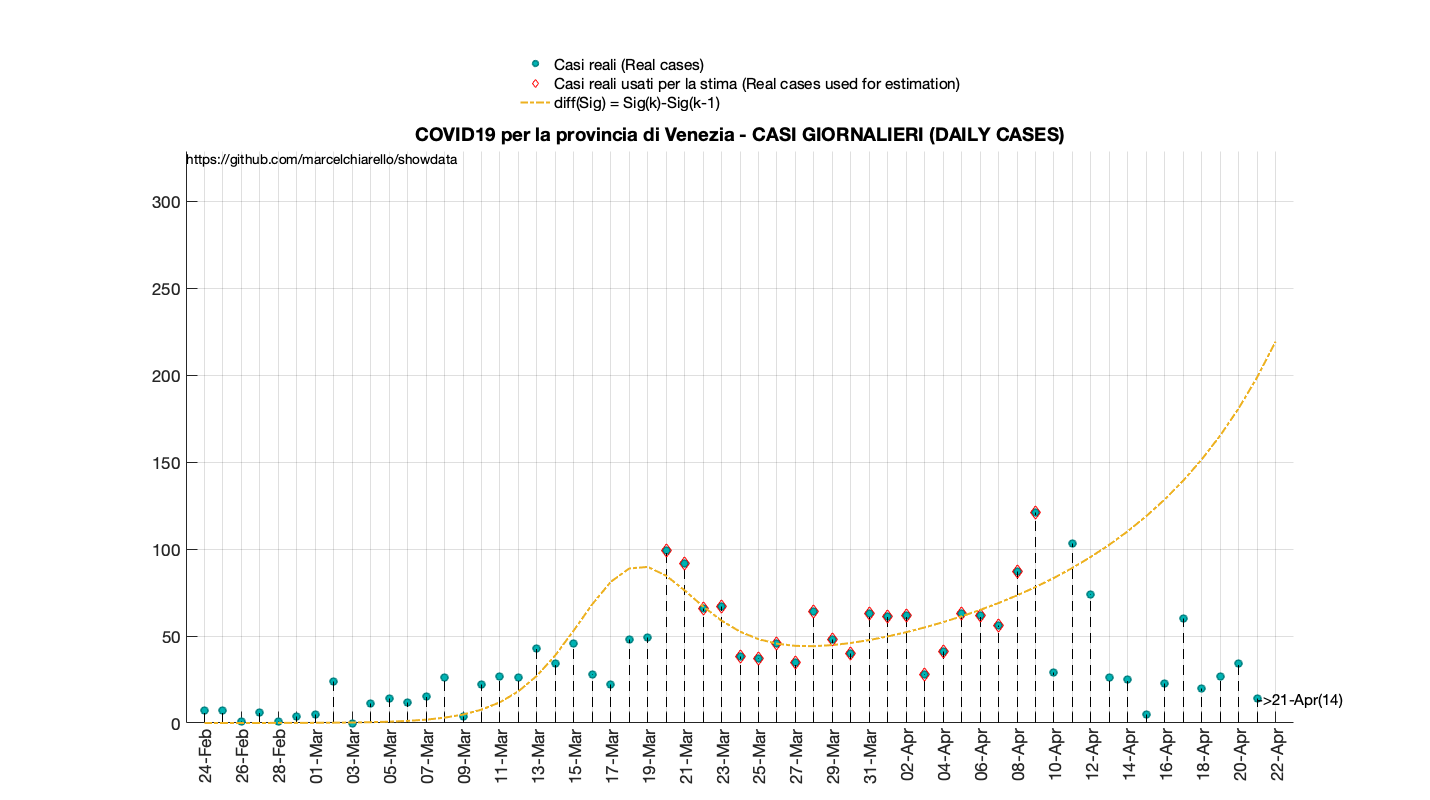 Casi reali (Real cases)
Casi reali usati per la stima (Real cases used for estimation)
diff(Sig) = Sig(k)-Sig(k-1)
COVID19 per la provincia di Venezia - CASI GIORNALIERI (DAILY CASES)
https://github.com/marcelchiarello/showdata
300
250
200
150
100
50
0
->21-Apr(14)
24-Feb
26-Feb
28-Feb
01-Mar
03-Mar
05-Mar
07-Mar
09-Mar
11-Mar
13-Mar
15-Mar
17-Mar
19-Mar
21-Mar
23-Mar
25-Mar
27-Mar
29-Mar
31-Mar
02-Apr
04-Apr
06-Apr
08-Apr
10-Apr
12-Apr
14-Apr
16-Apr
18-Apr
20-Apr
22-Apr